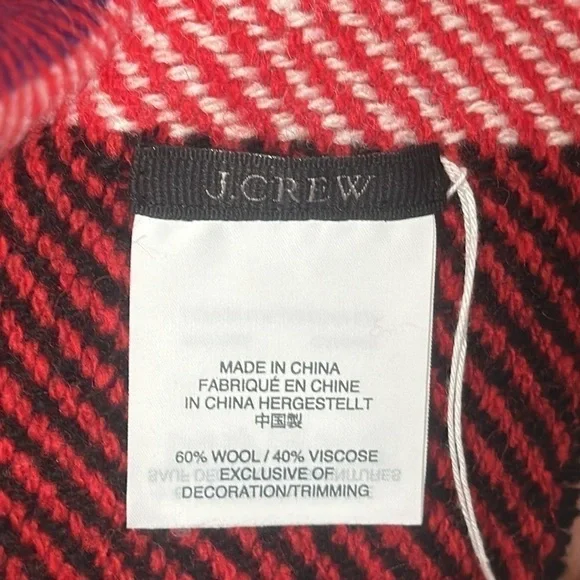 J.CREW
MADE IN CHINA
FABRIQUÉ EN CHINE
IN CHINA HERGESTELLT
中国製
60% WOOL / 40% VISCOSE
EXCLUSIVE OF
DECORATION/TRIMMING